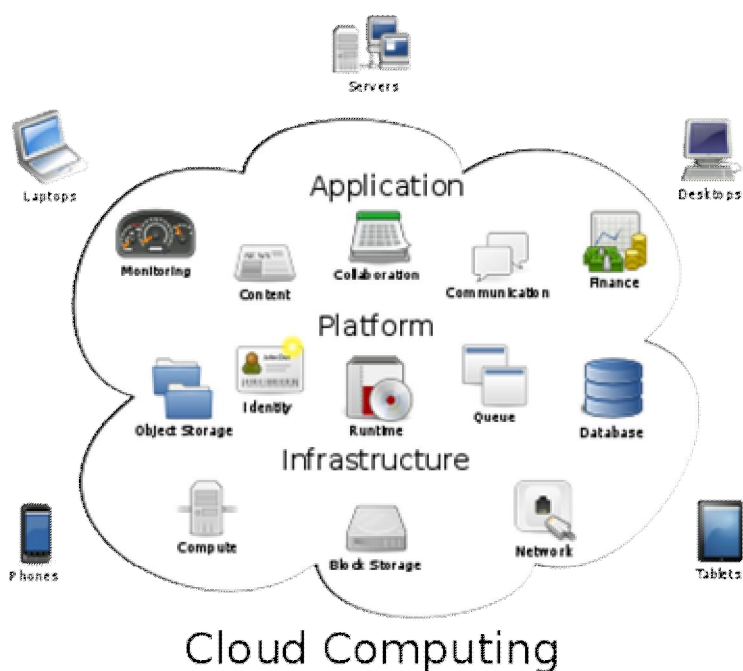 Servers
Laptops
Desktops
Application
Monitoring
Content
Collaboration
Communication
Finance
NEWS
Platform
Object Storage
Identity
Runtime
Queue
Database
Infrastructure
Compute
Block Storage
Network
Phones
Tablets
Cloud Computing